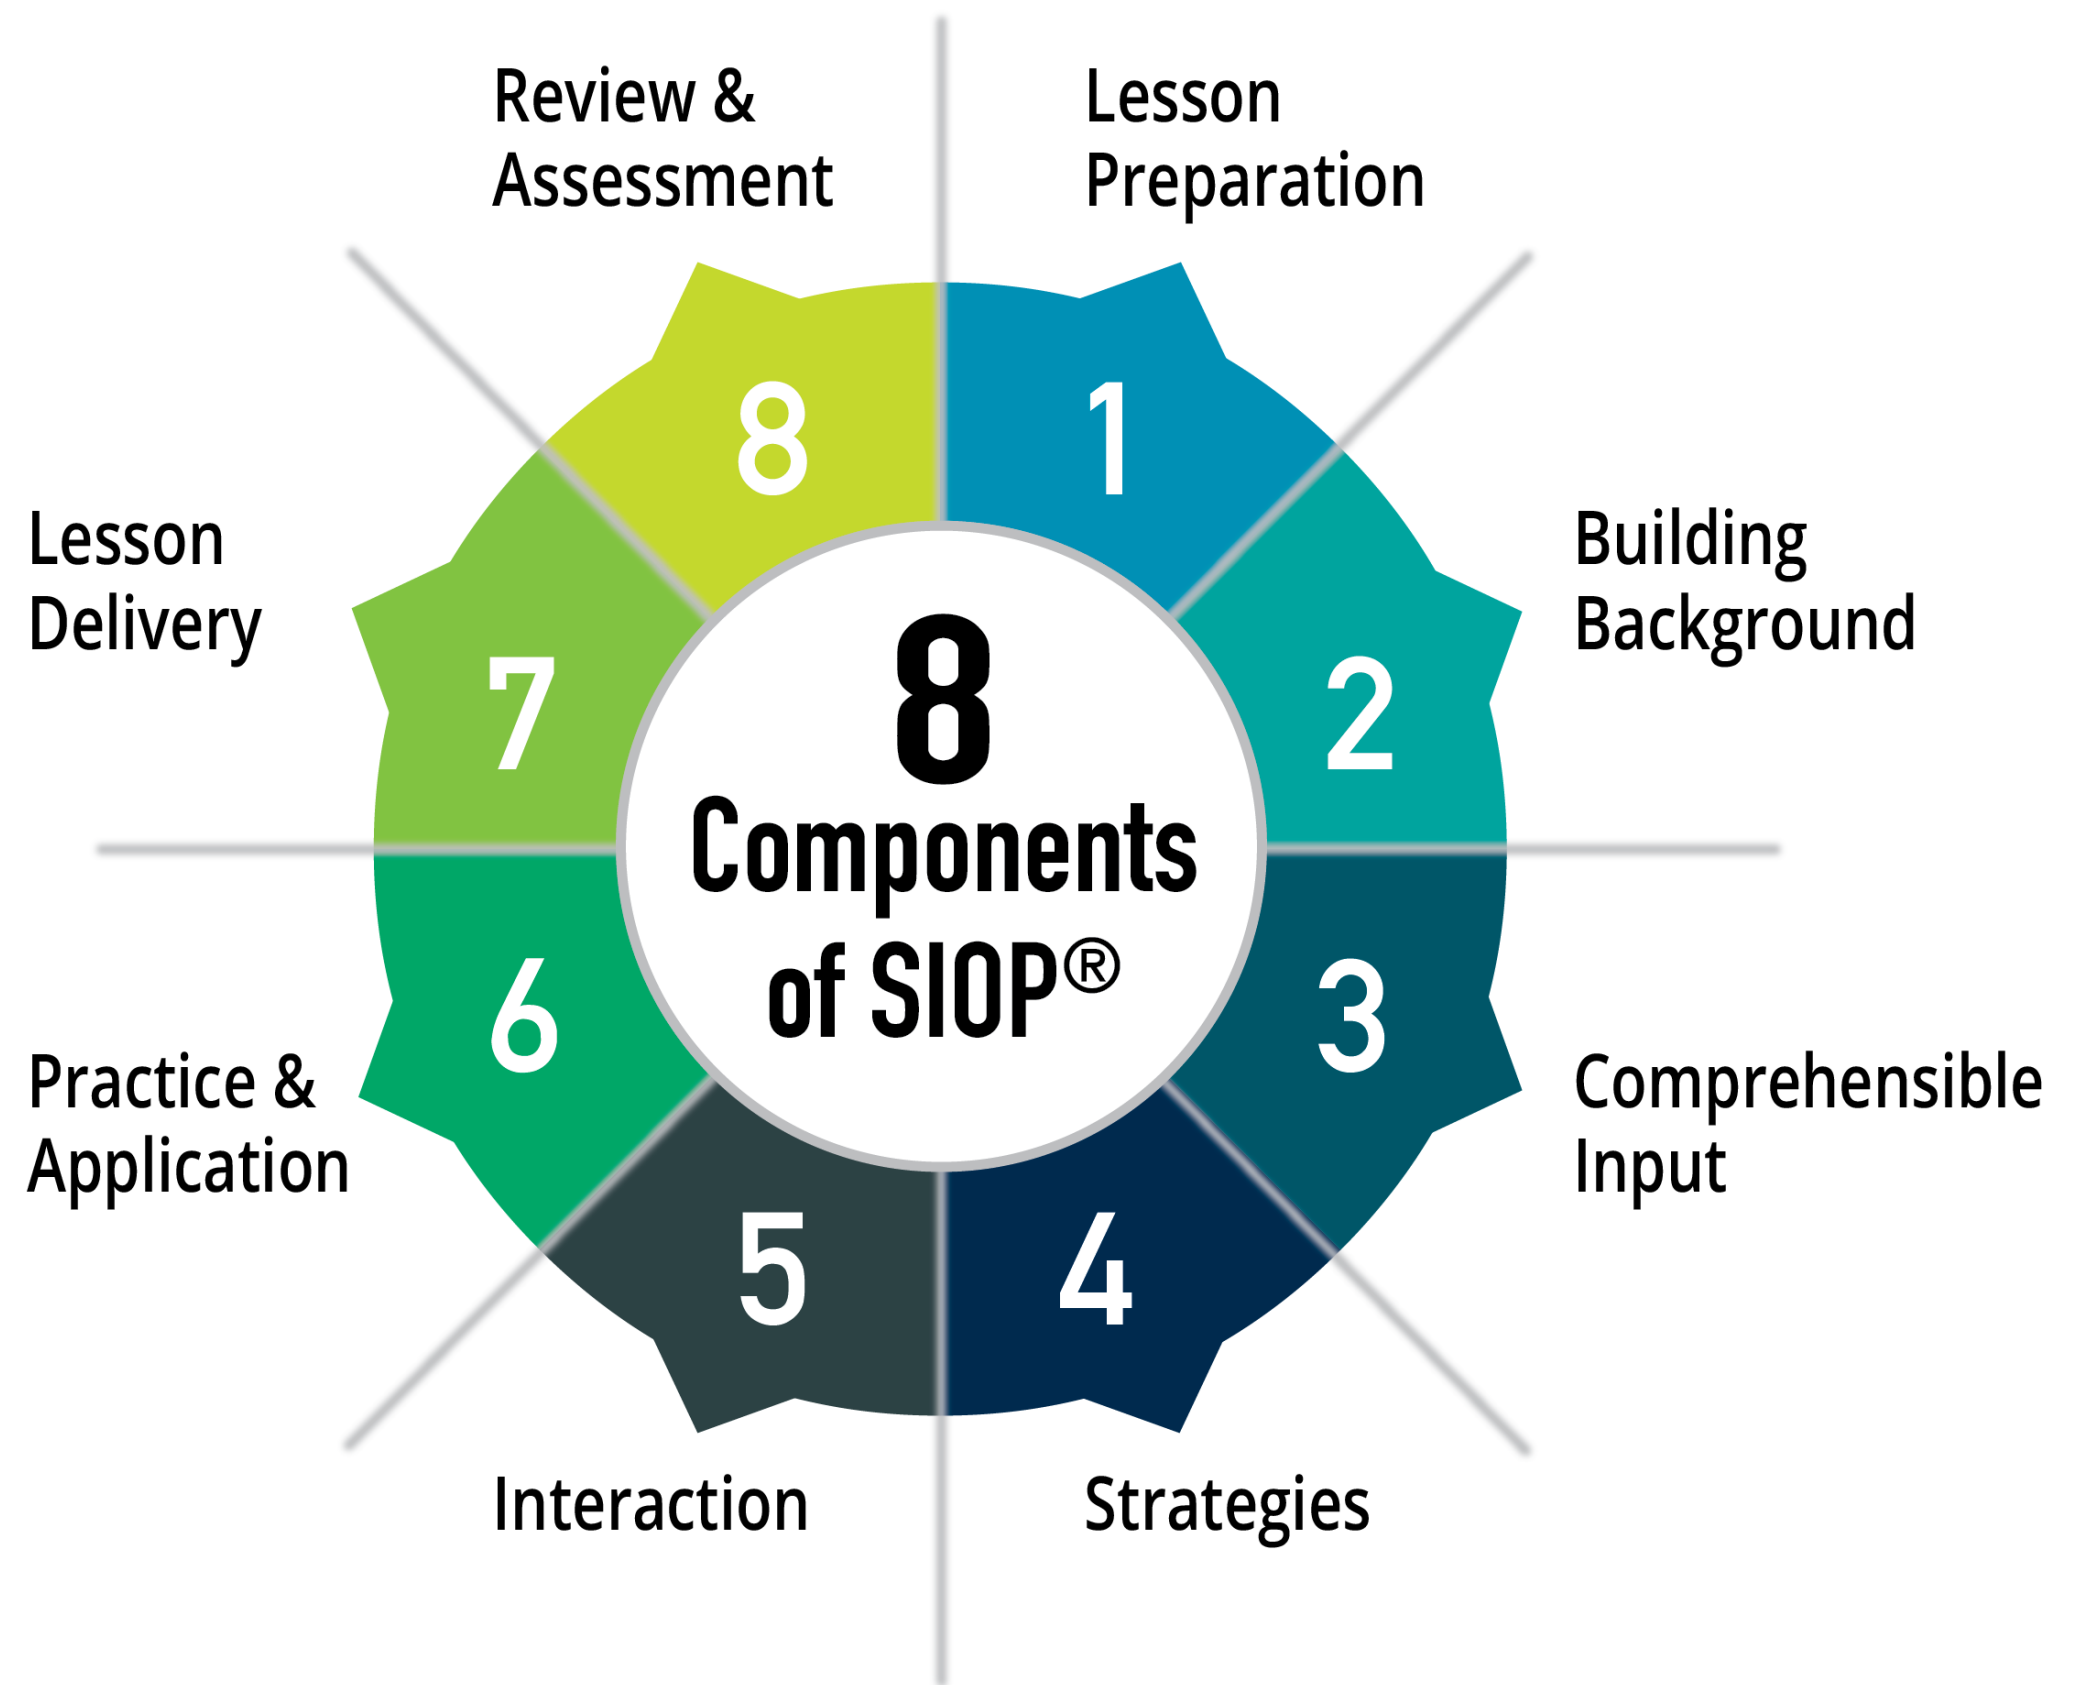 8
Components
of SIOP®
1
Lesson
Preparation
2
Building
Background
3
Comprehensible
Input
4
Strategies
5
Interaction
6
Practice &
Application
7
Lesson
Delivery
8
Review &
Assessment